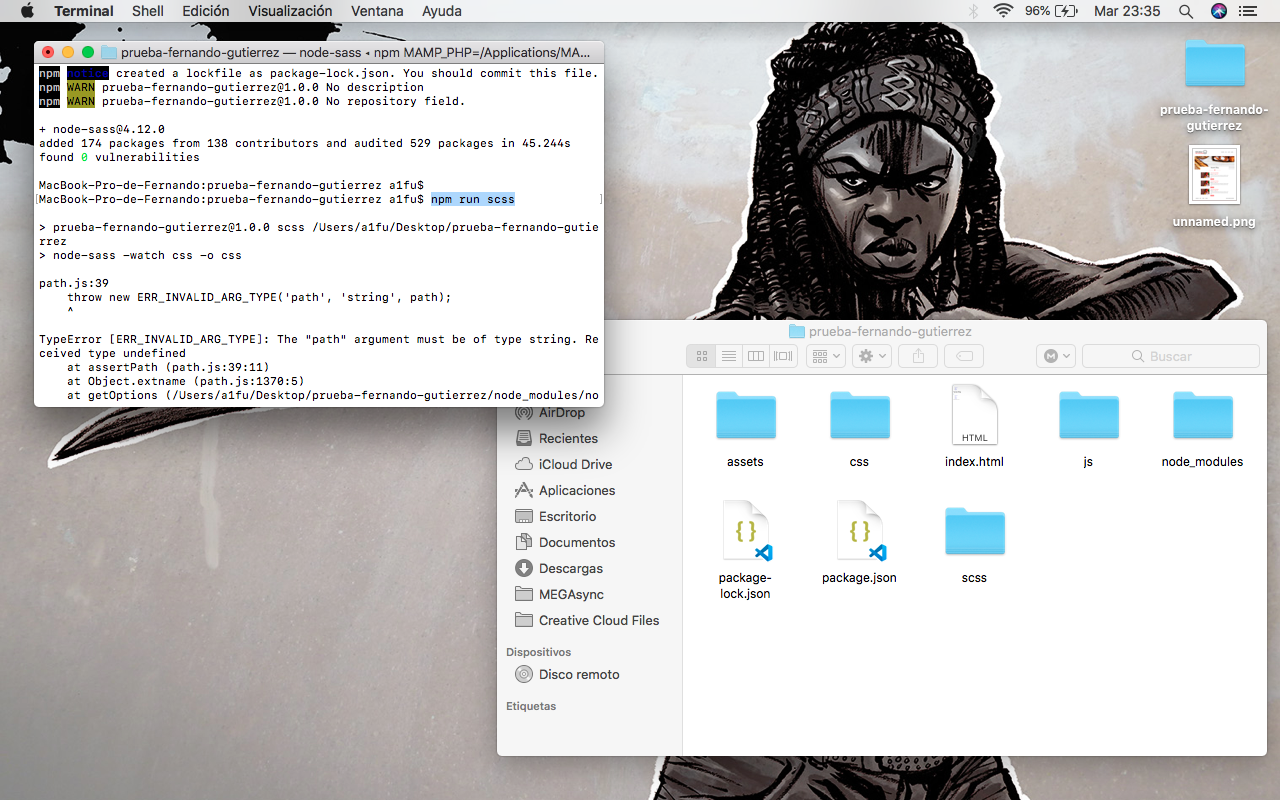 Terminal Shell Edición Visualización Ventana Ayuda 96% Mar 23:35
prueba-fernando-gutierrez — node-sass ◂ npm MAMP_PHP=/Applications/MA...
npm notice created a lockfile as package-lock.json. You should commit this file.
npm WARN prueba-fernando-gutierrez@1.0.0 No description
npm WARN prueba-fernando-gutierrez@1.0.0 No repository field.
+ node-sass@4.12.0
added 174 packages from 138 contributors and audited 529 packages in 45.244s
found 0 vulnerabilities
MacBook-Pro-de-Fernando:prueba-fernando-gutierrez a1fu$
[MacBook-Pro-de-Fernando:prueba-fernando-gutierrez a1fu$ npm run scss ]
> prueba-fernando-gutierrez@1.0.0 scss /Users/a1fu/Desktop/prueba-fernando-gutie
rrez
> node-sass -watch css -o css
path.js:39
throw new ERR_INVALID_ARG_TYPE('path', 'string', path);
^
TypeError [ERR_INVALID_ARG_TYPE]: The "path" argument must be of type string. Re
ceived type undefined
at assertPath (path.js:39:11)
at Object.extname (path.js:1370:5)
at getOptions (/Users/a1fu/Desktop/prueba-fernando-gutierrez/node_modules/no
prueba-fernando-
gutierrez
unnamed.png
prueba-fernando-gutierrez
M
Buscar
AirDrop
Recientes
iCloud Drive
Aplicaciones
Escritorio
Documentos
Descargas
MEGAsync
Creative Cloud Files
Dispositivos
Disco remoto
Etiquetas
HTML
assets css index.html js node_modules
{ } { }
package-
lock.json
package.json scss